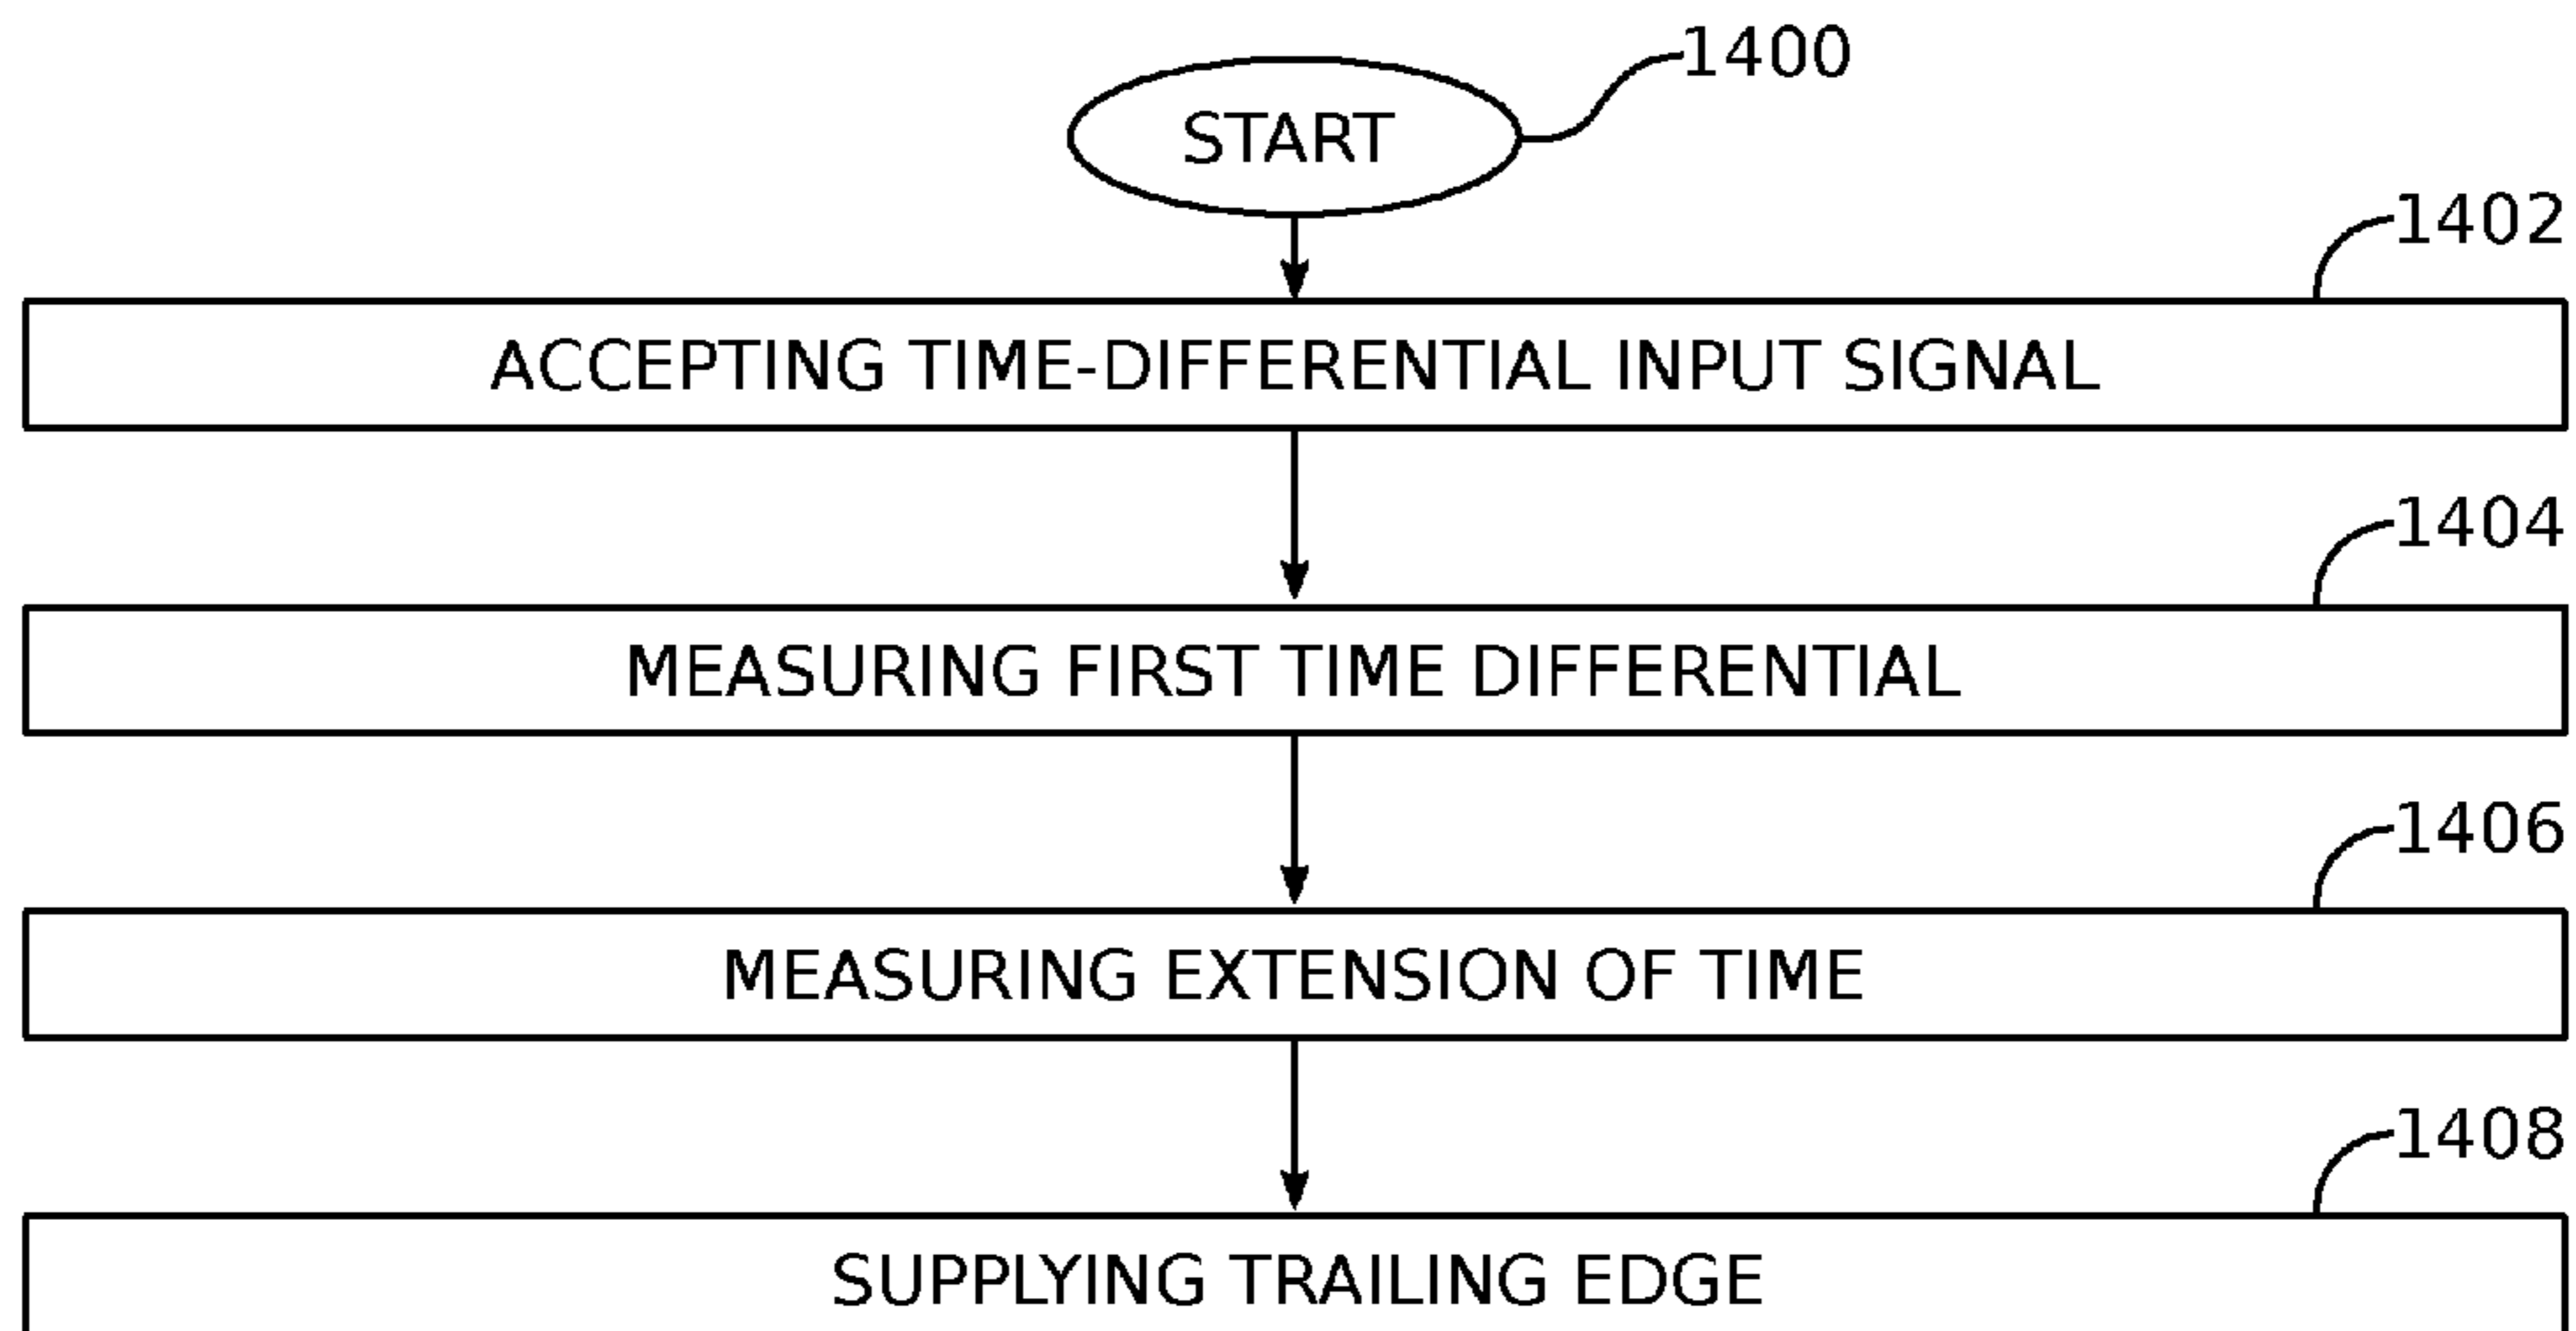 1400
START
1402
ACCEPTING TIME-DIFFERENTIAL INPUT SIGNAL
1404
MEASURING FIRST TIME DIFFERENTIAL
1406
MEASURING EXTENSION OF TIME
1408
SUPPLYING TRAILING EDGE